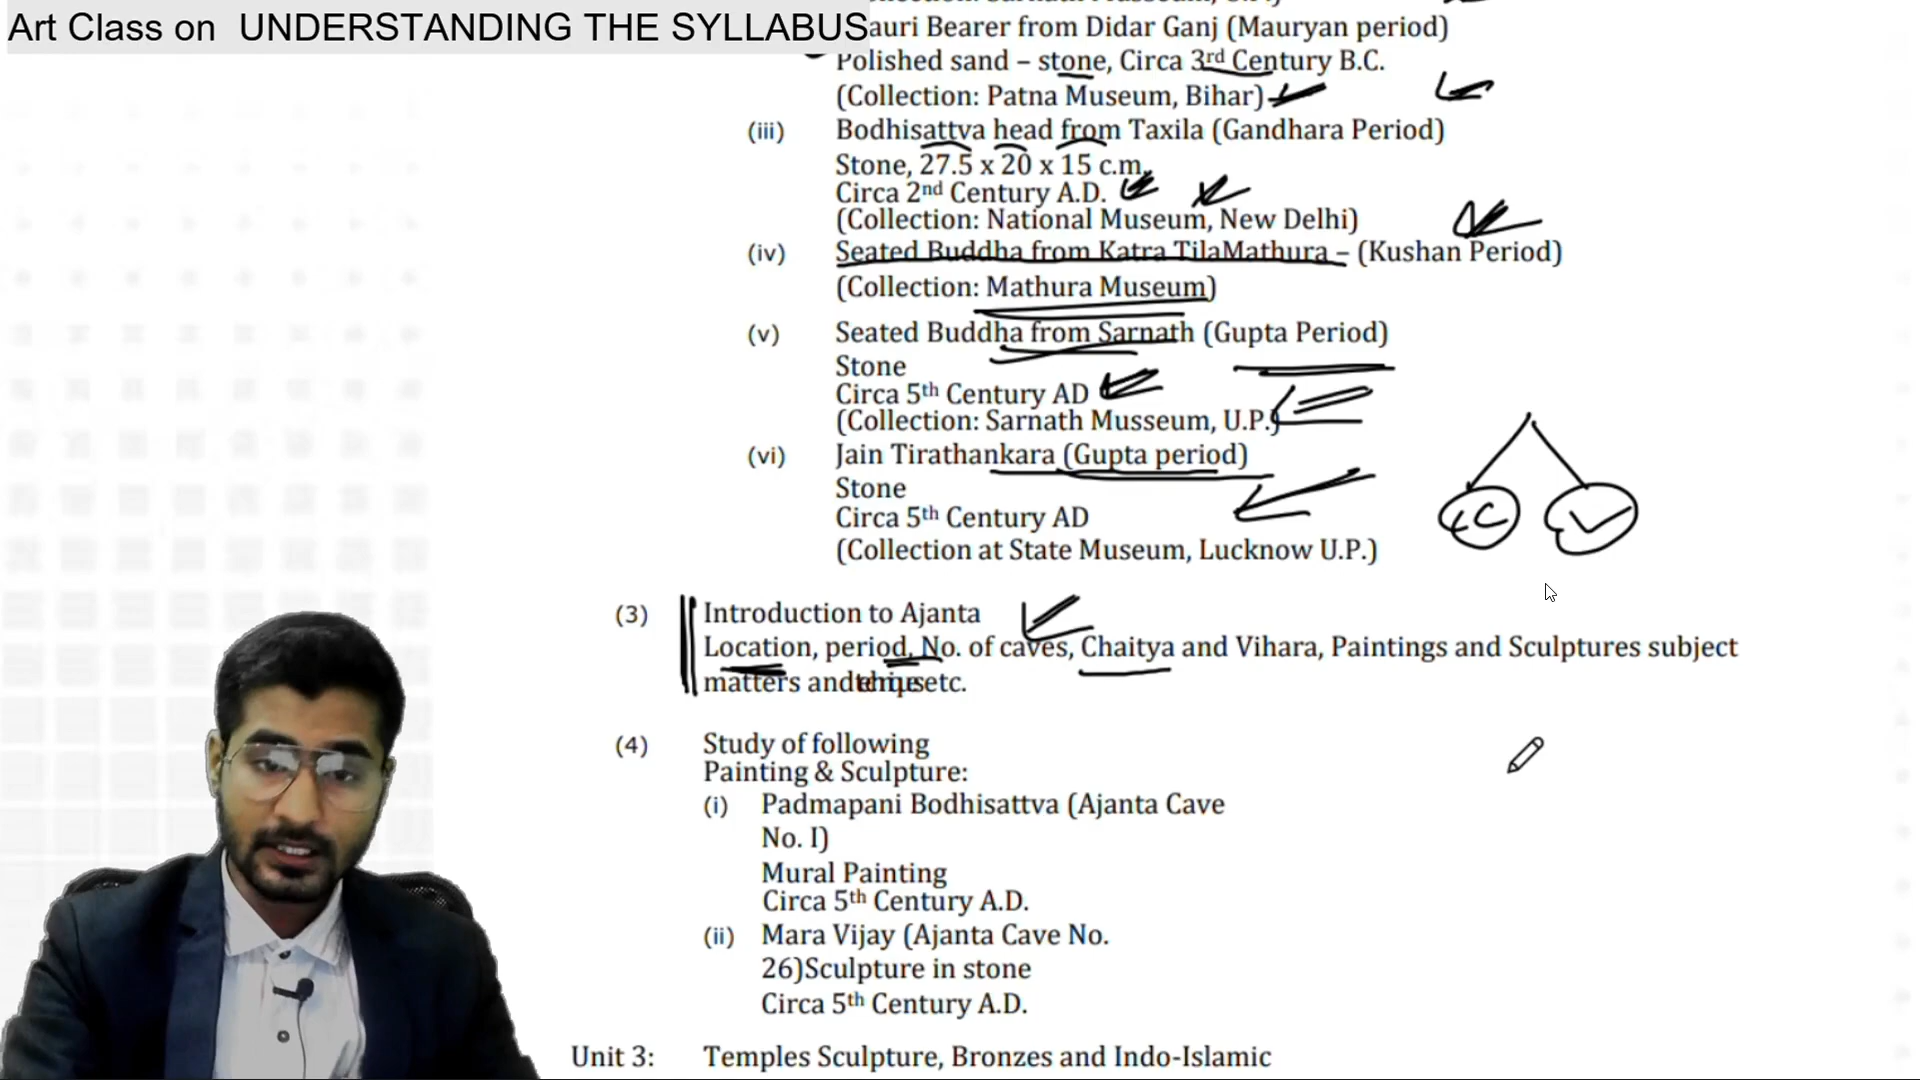 Art Class on UNDERSTANDING THE SYLLABUS
auri Bearer from Didar Ganj (Mauryan period)
Polished sand – stone, Circa 3rd Century B.C.
(Collection: Patna Museum, Bihar)
(iii) Bodhisattva head from Taxila (Gandhara Period)
Stone, 27.5 x 20 x 15 c.m.
Circa 2nd Century A.D.
(Collection: National Museum, New Delhi)
(iv) Seated Buddha from Katra TilaMathura – (Kushan Period)
(Collection: Mathura Museum)
(v) Seated Buddha from Sarnath (Gupta Period)
Stone
Circa 5th Century AD
(Collection: Sarnath Musseum, U.P.)
(vi) Jain Tirathankara (Gupta period)
Stone
Circa 5th Century AD
(Collection at State Museum, Lucknow U.P.)
(3) Introduction to Ajanta
Location, period, No. of caves, Chaitya and Vihara, Paintings and Sculptures subject
matters and etc.
(4) Study of following
Painting & Sculpture:
(i) Padmapani Bodhisattva (Ajanta Cave
No. I)
Mural Painting
Circa 5th Century A.D.
(ii) Mara Vijay (Ajanta Cave No.
26)Sculpture in stone
Circa 5th Century A.D.
Unit 3: Temples Sculpture, Bronzes and Indo-Islamic